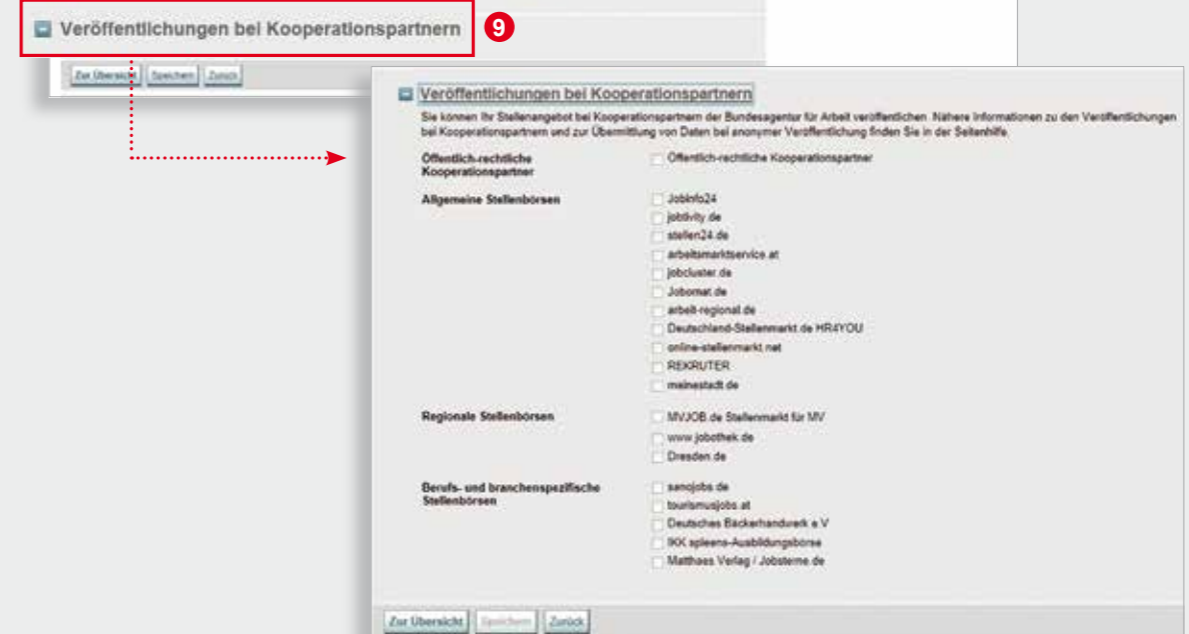 Veröffentlichungen bei Kooperationspartnern 9
Zur Übersicht Speichern Zurück
Veröffentlichungen bei Kooperationspartnern
Sie können Ihr Stellenangebot bei Kooperationspartnern der Bundesagentur für Arbeit veröffentlichen. Nähere Informationen zu den Veröffentlichungen
bei Kooperationspartnern und zur Übermittlung von Daten bei anonymer Veröffentlichung finden Sie in der Seitenhilfe.
Öffentlich-rechtliche
Kooperationspartner
Öffentlich-rechtliche Kooperationspartner
Allgemeine Stellenbörsen
JobInfo24
jobtivity.de
stellen24.de
arbeitsmarktservice.at
jobcluster.de
Jobomat.de
arbeit-regional.de
Deutschland-Stellenmarkt.de HR4YOU
online-stellenmarkt.net
REKRUTER
meinestadt.de
Regionale Stellenbörsen
MVJOB.de Stellenmarkt für MV
www.jobothek.de
Dresden.de
Berufs- und branchenspezifische
Stellenbörsen
sanojobs.de
tourismusjobs.at
Deutsches Bäckerhandwerk e.V
IKK spleens-Ausbildungsbörse
Matthaes Verlag / Jobsterne.de
Zur Übersicht Speichern Zurück